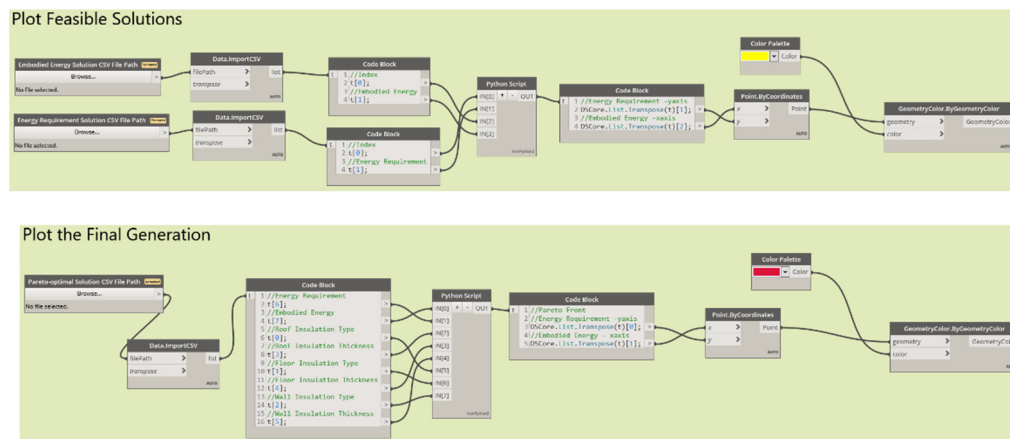 Plot Feasible Solutions
Embodied Energy Solution CSV File Path
Browse...
>
No file selected.
Energy Requirement Solution CSV File Path
Browse...
>
No file selected.
Data.ImportCSV
filePath > list
transpose >
AUTO
Data.ImportCSV
filePath > list
transpose >
AUTO
Code Block
t
1 //Index
2 t[0]; >
3 //Embodied Energy
4 t[1]; >
Code Block
t
1 //Index
2 t[0]; >
3 //Energy Requirement
4 t[1]; >
Python Script
IN[0] + - OUT
IN[1]
IN[2]
IN[3]
Code Block
t
1 //Energy Requirement -yaxis
2 DSCore.List.Transpose(t)[1]; >
3 //Embodied Energy -xaxis
4 DSCore.List.Transpose(t)[2]; >
Color Palette
Color
Point.ByCoordinates
x > Point
y >
AUTO
GeometryColor.ByGeometryColor
geometry > GeometryColor
color >
AUTO
Plot the Final Generation
Pareto-optimal Solution CSV File Path
Browse...
>
No file selected.
Data.ImportCSV
filePath > list
transpose >
AUTO
Code Block
t
1 //Energy Requirement
2 t[6]; >
3 //Embodied Energy
4 t[7]; >
5 //Roof Insulation Type
6 t[0]; >
7 //Roof Insulation Thickness
8 t[3]; >
9 //Floor Insulation Type
10 t[1]; >
11 //Floor Insulation Thickness
12 t[4]; >
13 //Wall Insulation Type
14 t[2]; >
15 //Wall Insulation Thickness
16 t[5]; >
Python Script
IN[0] + - OUT
IN[1]
IN[2]
IN[3]
IN[4]
IN[5]
IN[6]
IN[7]
Code Block
t
1 //Pareto Front
2 //Energy Requirement -yaxis
3 DSCore.List.Transpose(t)[0]; >
4 //Embodied Energy - xaxis
5 DSCore.List.Transpose(t)[1]; >
Color Palette
Color
Point.ByCoordinates
x > Point
y >
AUTO
GeometryColor.ByGeometryColor
geometry > GeometryCol
color >
AUTO